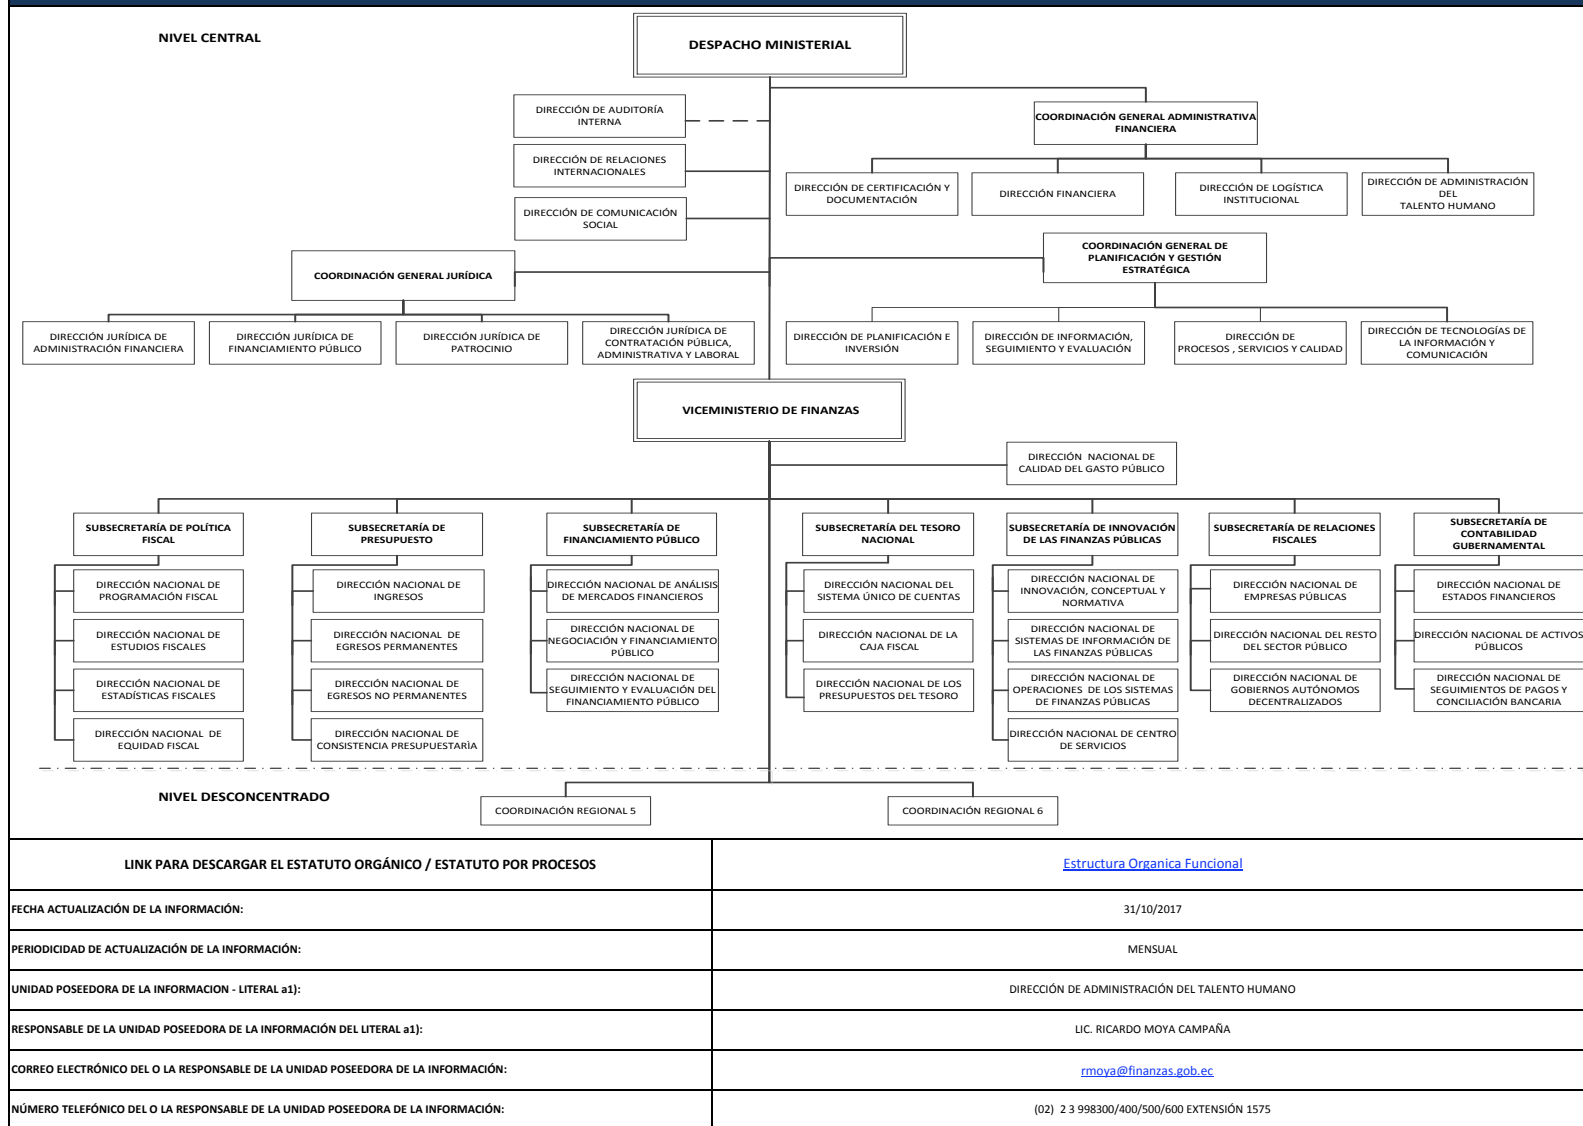 NIVEL CENTRAL
DESPACHO MINISTERIAL
DIRECCIÓN DE AUDITORÍA
INTERNA
COORDINACIÓN GENERAL ADMINISTRATIVA
FINANCIERA
DIRECCIÓN DE RELACIONES
INTERNACIONALES
DIRECCIÓN DE CERTIFICACIÓN Y
DOCUMENTACIÓN
DIRECCIÓN FINANCIERA
DIRECCIÓN DE LOGÍSTICA
INSTITUCIONAL
DIRECCIÓN DE ADMINISTRACIÓN
DEL
TALENTO HUMANO
DIRECCIÓN DE COMUNICACIÓN
SOCIAL
COORDINACIÓN GENERAL JURÍDICA
COORDINACIÓN GENERAL DE
PLANIFICACIÓN Y GESTIÓN
ESTRATÉGICA
DIRECCIÓN JURÍDICA DE
ADMINISTRACIÓN FINANCIERA
DIRECCIÓN JURÍDICA DE
FINANCIAMIENTO PÚBLICO
DIRECCIÓN JURÍDICA DE
PATROCINIO
DIRECCIÓN JURÍDICA DE
CONTRATACIÓN PÚBLICA,
ADMINISTRATIVA Y LABORAL
DIRECCIÓN DE PLANIFICACIÓN E
INVERSIÓN
DIRECCIÓN DE INFORMACIÓN,
SEGUIMIENTO Y EVALUACIÓN
DIRECCIÓN DE
PROCESOS , SERVICIOS Y CALIDAD
DIRECCIÓN DE TECNOLOGÍAS DE
LA INFORMACIÓN Y
COMUNICACIÓN
VICEMINISTERIO DE FINANZAS
DIRECCIÓN NACIONAL DE
CALIDAD DEL GASTO PÚBLICO
SUBSECRETARÍA DE POLÍTICA
FISCAL
SUBSECRETARÍA DE
PRESUPUESTO
SUBSECRETARÍA DE
FINANCIAMIENTO PÚBLICO
SUBSECRETARÍA DEL TESORO
NACIONAL
SUBSECRETARÍA DE INNOVACIÓN
DE LAS FINANZAS PÚBLICAS
SUBSECRETARÍA DE RELACIONES
FISCALES
SUBSECRETARÍA DE
CONTABILIDAD
GUBERNAMENTAL
DIRECCIÓN NACIONAL DE
PROGRAMACIÓN FISCAL
DIRECCIÓN NACIONAL DE
INGRESOS
DIRECCIÓN NACIONAL DE ANÁLISIS
DE MERCADOS FINANCIEROS
DIRECCIÓN NACIONAL DEL
SISTEMA ÚNICO DE CUENTAS
DIRECCIÓN NACIONAL DE
INNOVACIÓN, CONCEPTUAL Y
NORMATIVA
DIRECCIÓN NACIONAL DE
EMPRESAS PÚBLICAS
DIRECCIÓN NACIONAL DE
ESTADOS FINANCIEROS
DIRECCIÓN NACIONAL DE
ESTUDIOS FISCALES
DIRECCIÓN NACIONAL DE
EGRESOS PERMANENTES
DIRECCIÓN NACIONAL DE
NEGOCIACIÓN Y FINANCIAMIENTO
PÚBLICO
DIRECCIÓN NACIONAL DE LA
CAJA FISCAL
DIRECCIÓN NACIONAL DE
SISTEMAS DE INFORMACIÓN DE
LAS FINANZAS PÚBLICAS
DIRECCIÓN NACIONAL DEL RESTO
DEL SECTOR PÚBLICO
DIRECCIÓN NACIONAL DE ACTIVOS
PÚBLICOS
DIRECCIÓN NACIONAL DE
ESTADÍSTICAS FISCALES
DIRECCIÓN NACIONAL DE
EGRESOS NO PERMANENTES
DIRECCIÓN NACIONAL DE
SEGUIMIENTO Y EVALUACIÓN DEL
FINANCIAMIENTO PÚBLICO
DIRECCIÓN NACIONAL DE LOS
PRESUPUESTOS DEL TESORO
DIRECCIÓN NACIONAL DE
OPERACIONES DE LOS SISTEMAS
DE FINANZAS PÚBLICAS
DIRECCIÓN NACIONAL DE
GOBIERNOS AUTÓNOMOS
DECENTRALIZADOS
DIRECCIÓN NACIONAL DE
SEGUIMIENTOS DE PAGOS Y
CONCILIACIÓN BANCARIA
DIRECCIÓN NACIONAL DE
EQUIDAD FISCAL
DIRECCIÓN NACIONAL DE
CONSISTENCIA PRESUPUESTARÌA
DIRECCIÓN NACIONAL DE CENTRO
DE SERVICIOS
NIVEL DESCONCENTRADO
COORDINACIÓN REGIONAL 5
COORDINACIÓN REGIONAL 6
LINK PARA DESCARGAR EL ESTATUTO ORGÁNICO / ESTATUTO POR PROCESOS
Estructura Organica Funcional
FECHA ACTUALIZACIÓN DE LA INFORMACIÓN:
31/10/2017
PERIODICIDAD DE ACTUALIZACIÓN DE LA INFORMACIÓN:
MENSUAL
UNIDAD POSEEDORA DE LA INFORMACION - LITERAL a1):
DIRECCIÓN DE ADMINISTRACIÓN DEL TALENTO HUMANO
RESPONSABLE DE LA UNIDAD POSEEDORA DE LA INFORMACIÓN DEL LITERAL a1):
LIC. RICARDO MOYA CAMPAÑA
CORREO ELECTRÓNICO DEL O LA RESPONSABLE DE LA UNIDAD POSEEDORA DE LA INFORMACIÓN:
rmoya@finanzas.gob.ec
NÚMERO TELEFÓNICO DEL O LA RESPONSABLE DE LA UNIDAD POSEEDORA DE LA INFORMACIÓN:
(02) 2 3 998300/400/500/600 EXTENSIÓN 1575